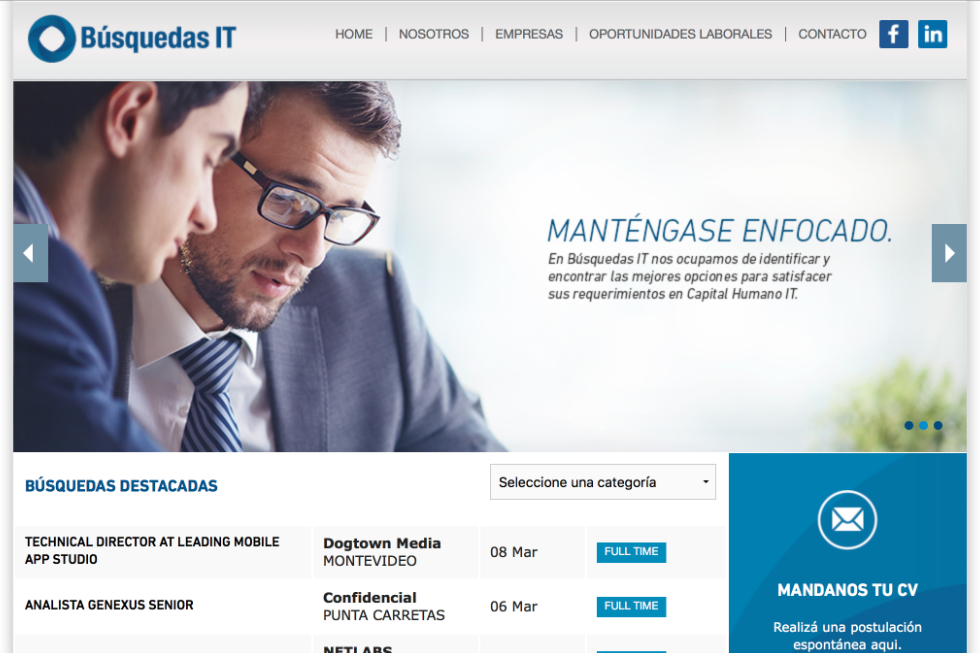 Búsquedas IT
HOME | NOSOTROS | EMPRESAS | OPORTUNIDADES LABORALES | CONTACTO
f in
MANTÉNGASE ENFOCADO.
En Búsquedas IT nos ocupamos de identificar y
encontrar las mejores opciones para satisfacer
sus requerimientos en Capital Humano IT.
BÚSQUEDAS DESTACADAS
Seleccione una categoría
TECHNICAL DIRECTOR AT LEADING MOBILE
APP STUDIO
Dogtown Media
MONTEVIDEO
08 Mar
FULL TIME
ANALISTA GENEXUS SENIOR
Confidencial
PUNTA CARRETAS
06 Mar
FULL TIME
NETLABS
MANDANOS TU CV
Realizá una postulación
espontánea aqui.